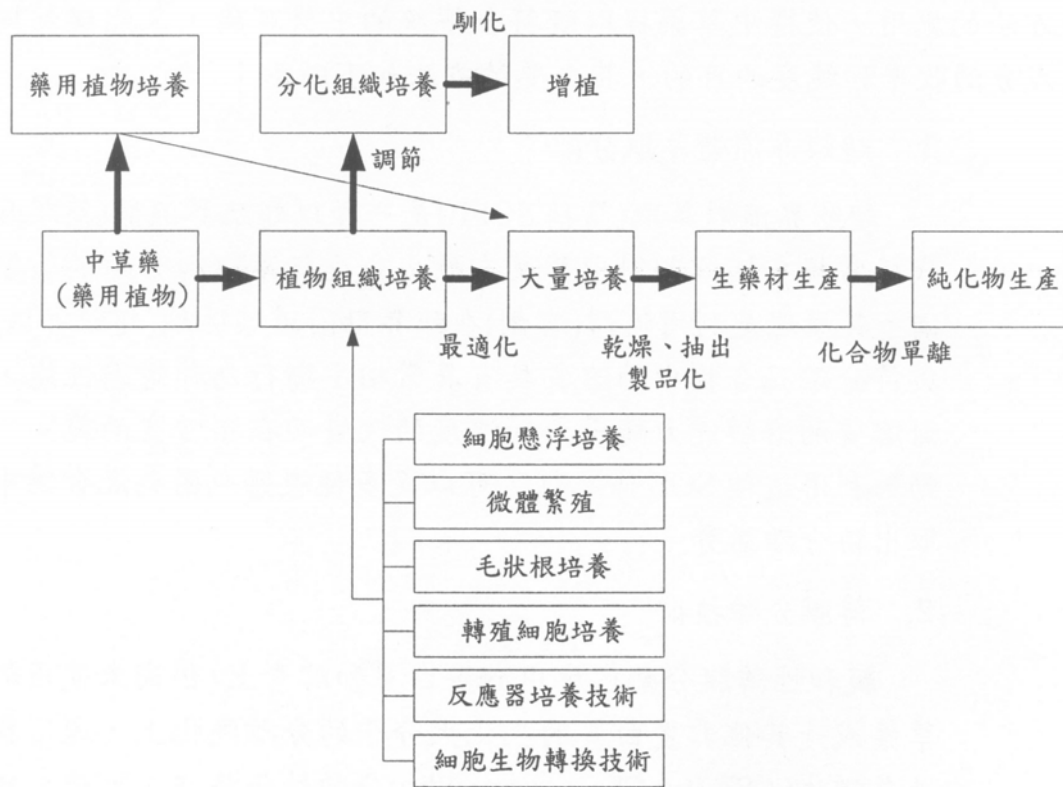 馴化
藥用植物培養
分化組織培養
增植
調節
中草藥
(藥用植物)
植物組織培養
大量培養
生藥材生產
純化物生產
最適化
乾燥、抽出
製品化
化合物單離
細胞懸浮培養
微體繁殖
毛狀根培養
轉殖細胞培養
反應器培養技術
細胞生物轉換技術